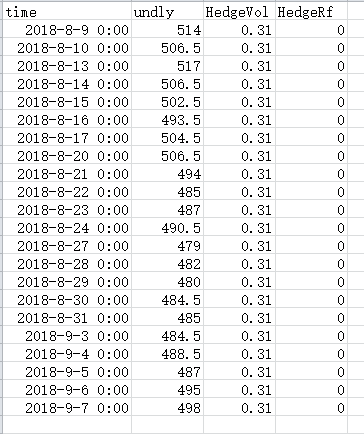 time undly HedgeVol HedgeRf
2018-8-9 0:00 514 0.31 0
2018-8-10 0:00 506.5 0.31 0
2018-8-13 0:00 517 0.31 0
2018-8-14 0:00 506.5 0.31 0
2018-8-15 0:00 502.5 0.31 0
2018-8-16 0:00 493.5 0.31 0
2018-8-17 0:00 504.5 0.31 0
2018-8-20 0:00 506.5 0.31 0
2018-8-21 0:00 494 0.31 0
2018-8-22 0:00 485 0.31 0
2018-8-23 0:00 487 0.31 0
2018-8-24 0:00 490.5 0.31 0
2018-8-27 0:00 479 0.31 0
2018-8-28 0:00 482 0.31 0
2018-8-29 0:00 480 0.31 0
2018-8-30 0:00 484.5 0.31 0
2018-8-31 0:00 485 0.31 0
2018-9-3 0:00 484.5 0.31 0
2018-9-4 0:00 488.5 0.31 0
2018-9-5 0:00 487 0.31 0
2018-9-6 0:00 495 0.31 0
2018-9-7 0:00 498 0.31 0